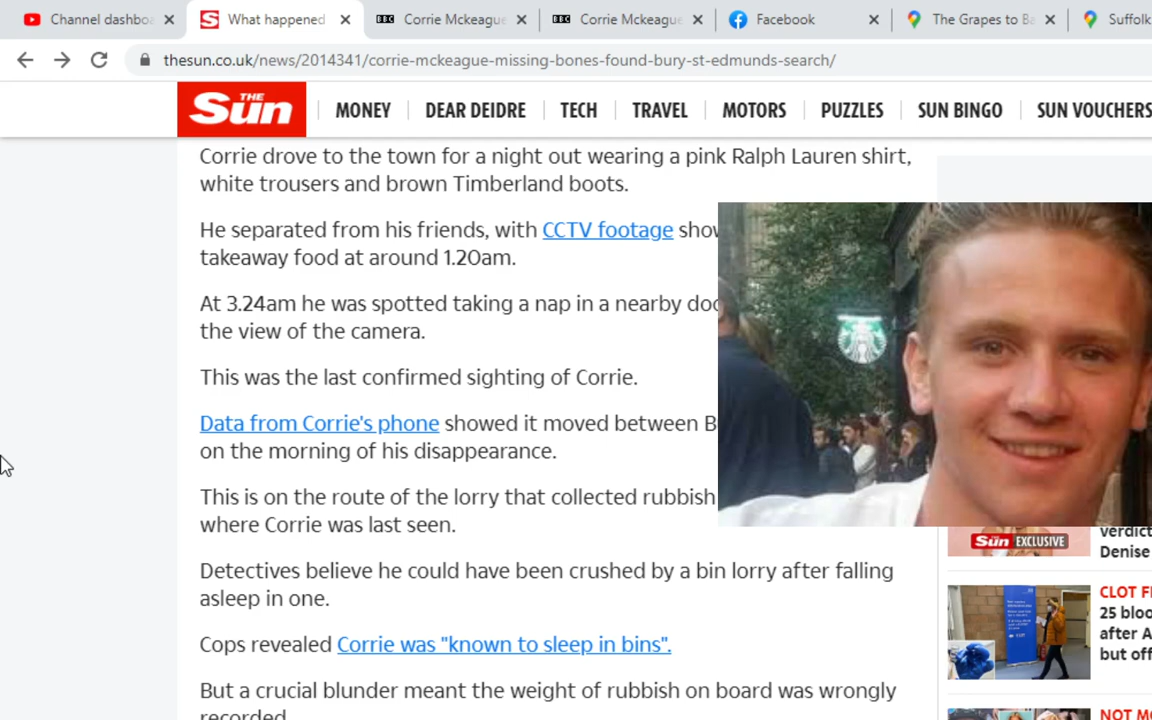 Channel dashboa
What happened
BBC Corrie Mckeague
BBC Corrie Mckeague
Facebook
The Grapes to Ba
Suffolk
thesun.co.uk/news/2014341/corrie-mckeague-missing-bones-found-bury-st-edmunds-search/
THE Sun
MONEY
DEAR DEIDRE
TECH
TRAVEL
MOTORS
PUZZLES
SUN BINGO
SUN VOUCHERS
Corrie drove to the town for a night out wearing a pink Ralph Lauren shirt,
white trousers and brown Timberland boots.
He separated from his friends, with CCTV footage show
takeaway food at around 1.20am.
At 3.24am he was spotted taking a nap in a nearby doo
the view of the camera.
This was the last confirmed sighting of Corrie.
Data from Corrie's phone showed it moved between B
on the morning of his disappearance.
This is on the route of the lorry that collected rubbish
where Corrie was last seen.
Detectives believe he could have been crushed by a bin lorry after falling
asleep in one.
Cops revealed Corrie was "known to sleep in bins".
But a crucial blunder meant the weight of rubbish on board was wrongly
recorded
Sun EXCLUSIVE
verdict
Denise
CLOT F
25 bloo
after A
but off
NOT M